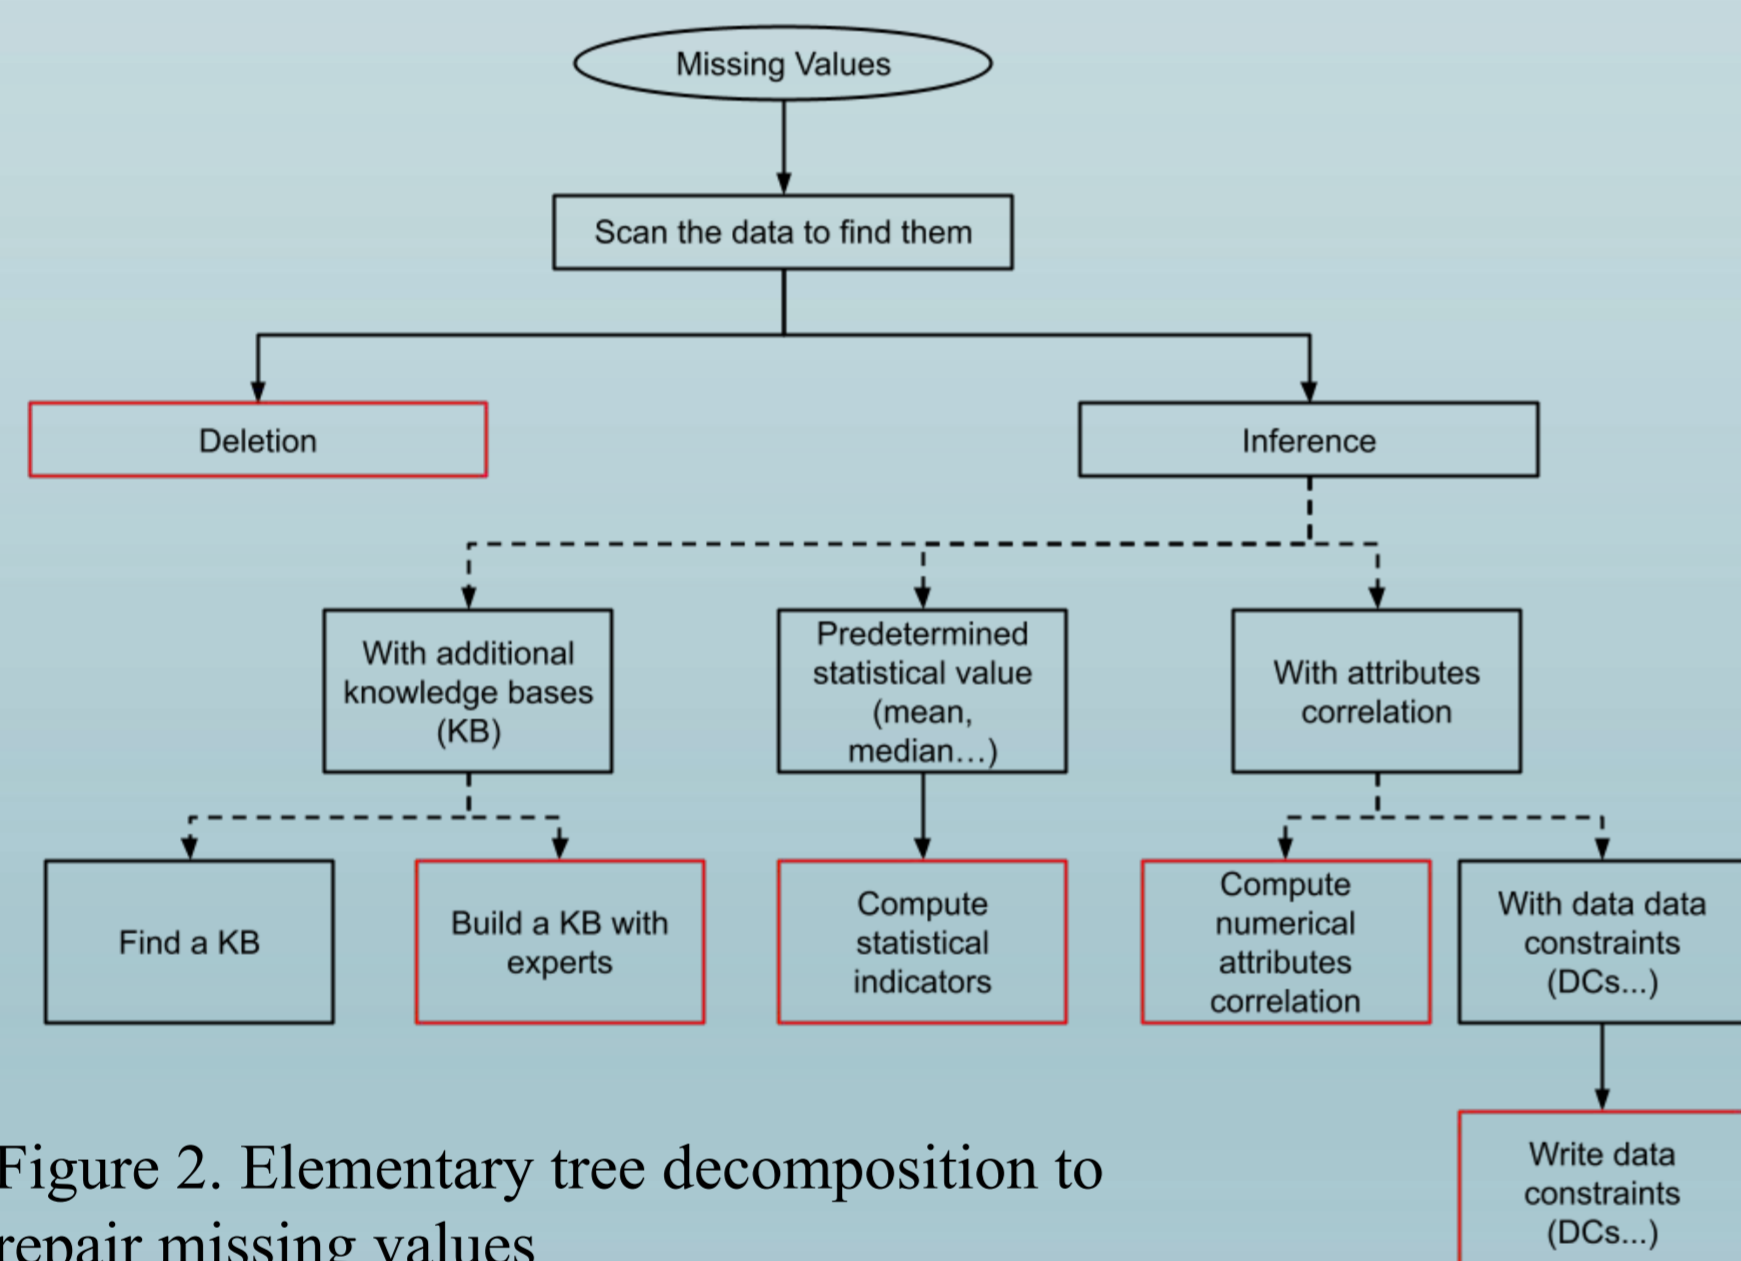 Missing Values
Scan the data to find them
Deletion
Inference
With additional
knowledge bases
(KB)
Predetermined
statistical value
(mean,
median...)
With attributes
correlation
Find a KB
Build a KB with
experts
Compute
statistical
indicators
Compute
numerical
attributes
correlation
With data data
constraints
(DCs...)
Write data
constraints
(DCs...)
Figure 2. Elementary tree decomposition to
repair missing values